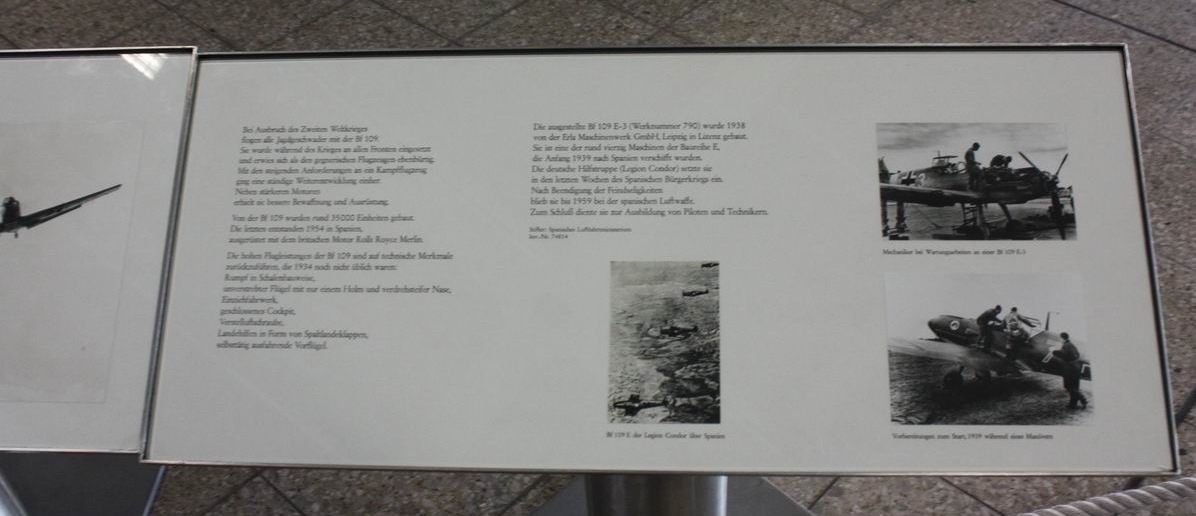 Bei Ausbruch des Zweiten Weltkrieges
flogen alle Jagdgeschwader mit der Bf 109.
Sie wurde während des Krieges an allen Fronten eingesetzt
und erwies sich als den gegnerischen Flugzeugen ebenbürtig.
Mit den steigenden Anforderungen an ein Kampfflugzeug
ging eine ständige Weiterentwicklung einher.
Neben stärkeren Motoren
erhielt sie bessere Bewaffnung und Ausrüstung.
Von der Bf 109 wurden rund 35000 Einheiten gebaut.
Die letzten entstanden 1954 in Spanien,
ausgerüstet mit dem britischen Motor Rolls Royce Merlin.
Die hohen Flugleistungen der Bf 109 sind auf technische Merkmale
zurückzuführen, die 1934 noch nicht üblich waren:
Rumpf in Schalenbauweise,
unverstrebter Flügel mit nur einem Holm und verdrehsteifer Nase,
Einziehfahrwerk,
geschlossenes Cockpit,
Verstelluftschraube,
Landehilfen in Form von Spaltlandeklappen,
selbsttätig ausfahrende Vorflügel.
Die ausgestellte Bf 109 E-3 (Werknummer 790) wurde 1938
von der Erla Maschinenwerk GmbH, Leipzig in Lizenz gebaut.
Sie ist eine der rund vierzig Maschinen der Baureihe E,
die Anfang 1939 nach Spanien verschifft wurden.
Die deutsche Hilfstruppe (Legion Condor) setzte sie
in den letzten Wochen des Spanischen Bürgerkriegs ein.
Nach Beendigung der Feindseligkeiten
blieb sie bis 1959 bei der spanischen Luftwaffe.
Zum Schluß diente sie zur Ausbildung von Piloten und Technikern.
Stifter: Spanisches Luftfahrtministerium
Inv.-Nr. 74814
Bf 109 E der Legion Condor über Spanien
Mechaniker bei Wartungsarbeiten an einer Bf 109 E-3
Vorbereitungen zum Start, 1939 während eines Manövers